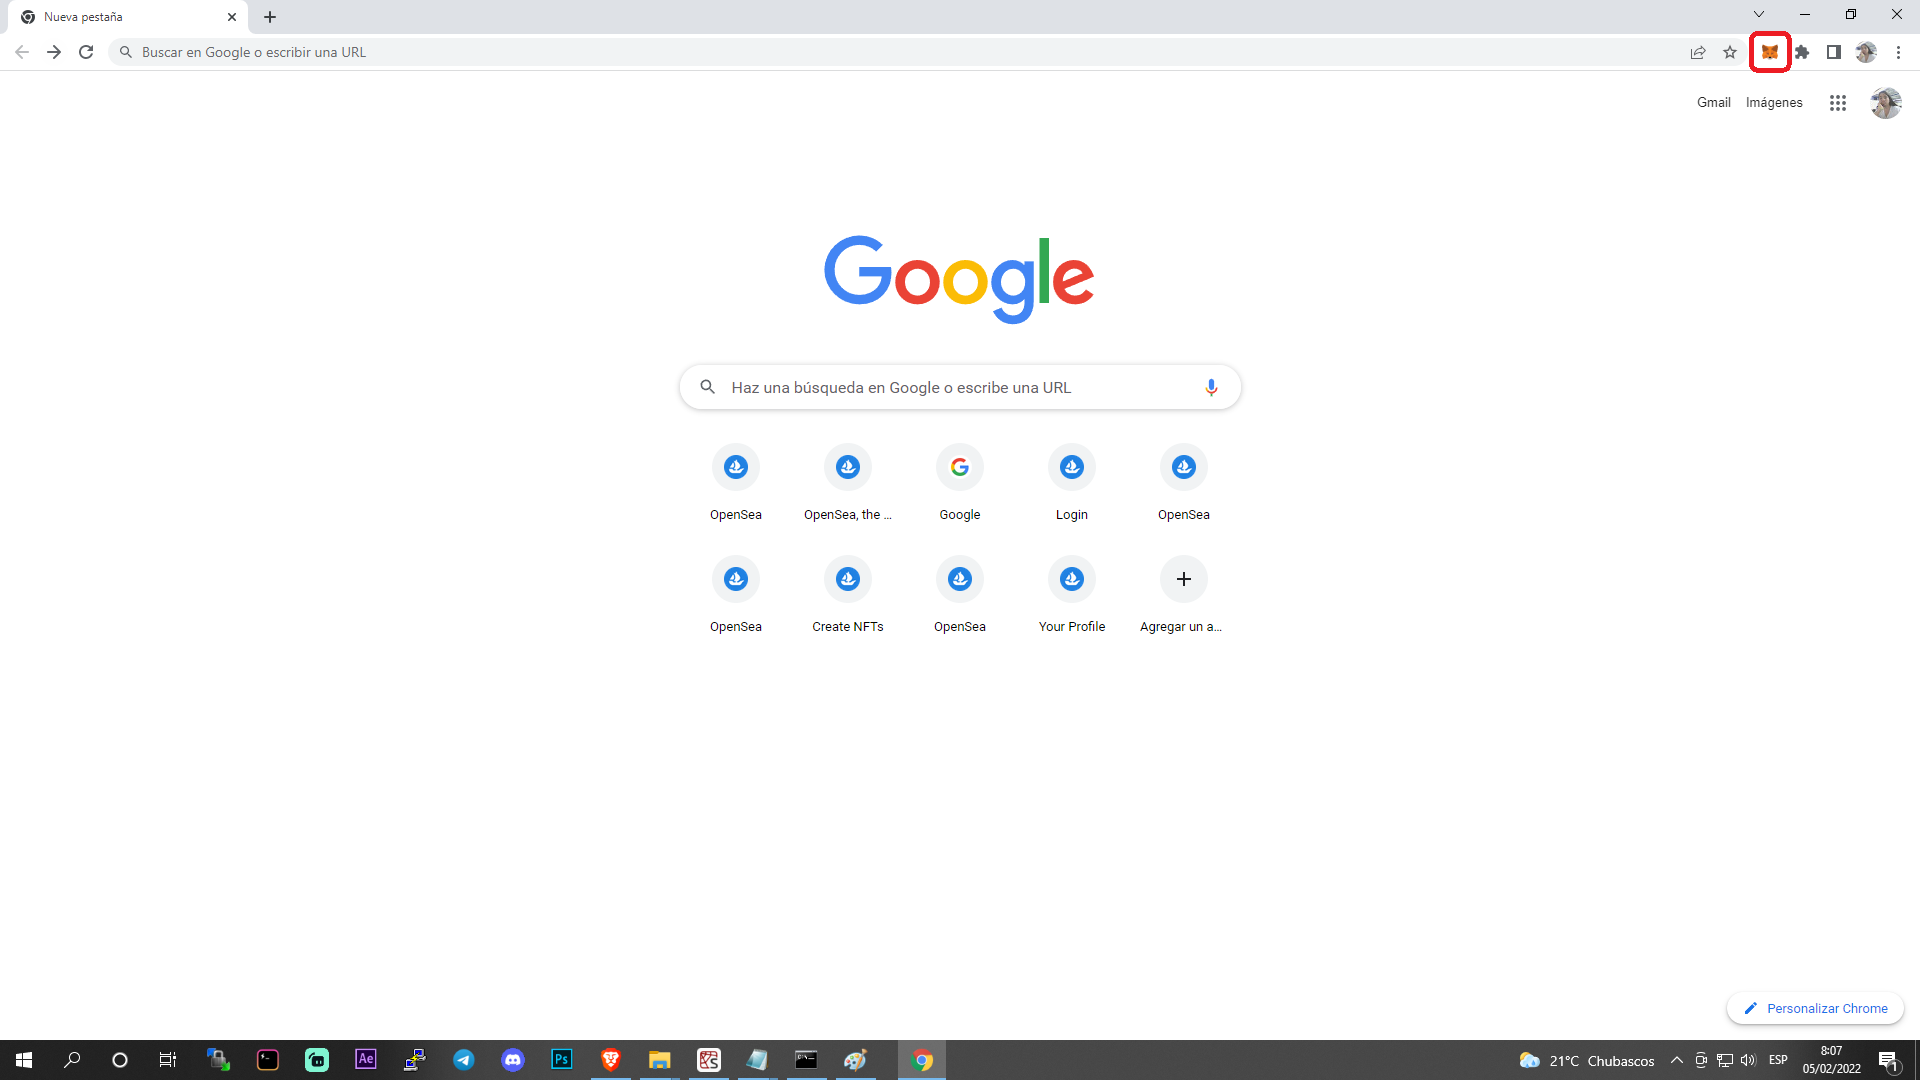 Nueva pestaña
Buscar en Google o escribir una URL
Gmail Imágenes
Google
Haz una búsqueda en Google o escribe una URL
OpenSea OpenSea, the ... Google Login OpenSea
OpenSea Create NFTs OpenSea Your Profile Agregar un a...
Personalizar Chrome
Ae Ps 21°C Chubascos ESP 8:07
05/02/2022 1